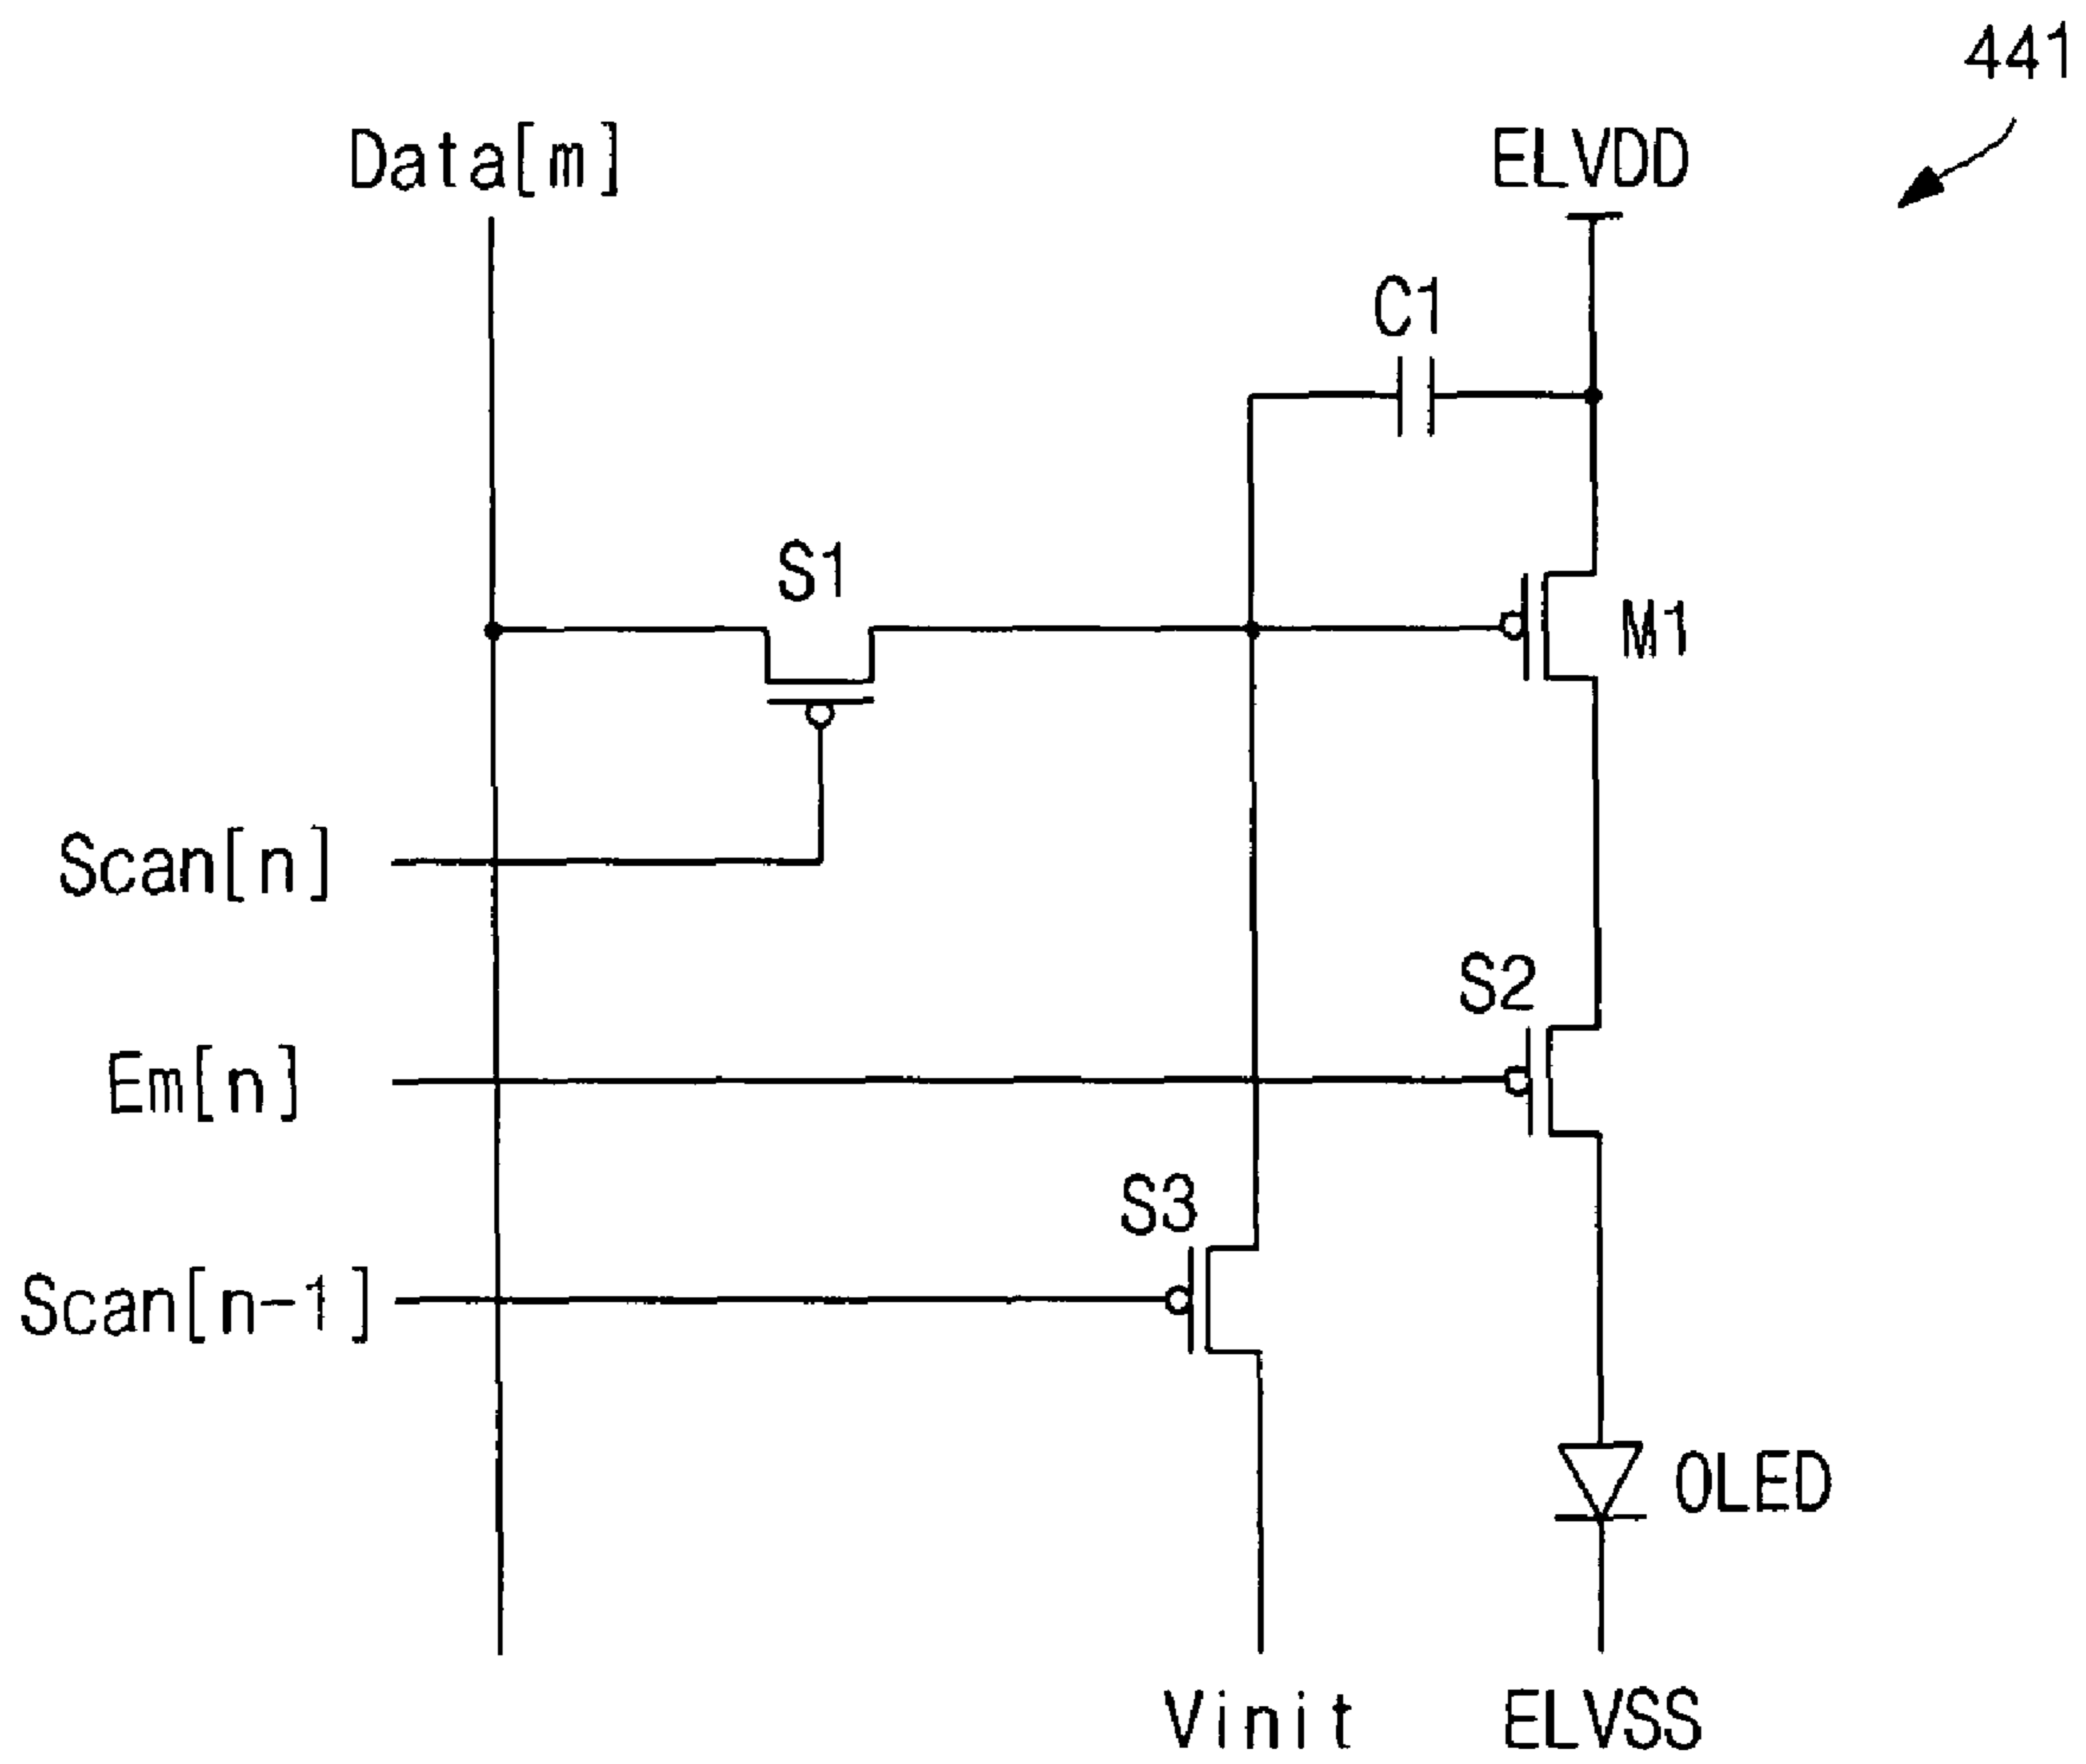 441
Data[m]
ELVDD
C1
S1
M1
Scan[n]
S2
Em[n]
S3
Scan[n-1]
OLED
Vinit
ELVSS